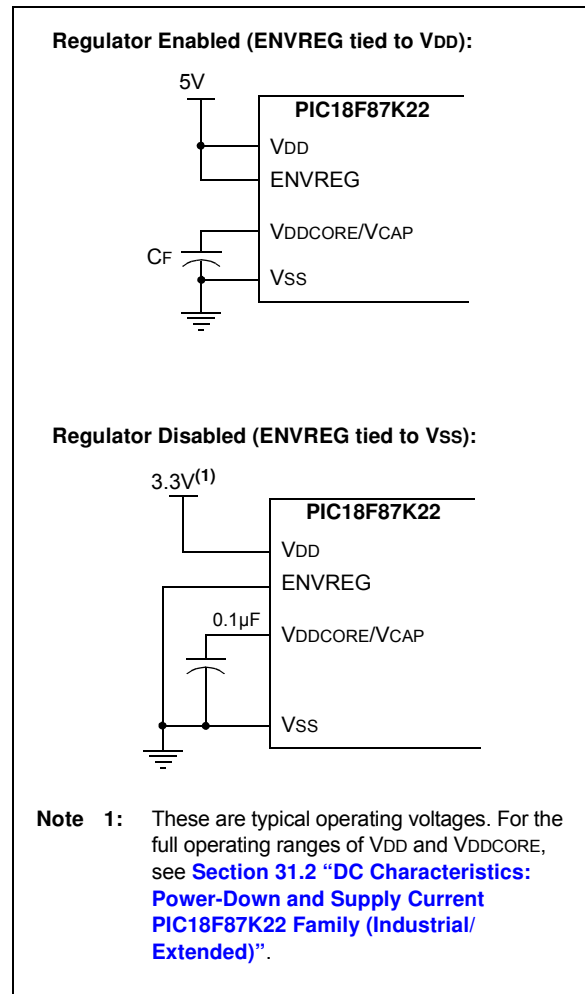 Regulator Enabled (ENVREG tied to VDD):
5V
PIC18F87K22
VDD
ENVREG
VDDCORE/VCAP
CF
VSS
Regulator Disabled (ENVREG tied to VSS):
3.3V(1)
PIC18F87K22
VDD
ENVREG
0.1µF
VDDCORE/VCAP
VSS
Note 1: These are typical operating voltages. For the
full operating ranges of VDD and VDDCORE,
see Section 31.2 “DC Characteristics:
Power-Down and Supply Current
PIC18F87K22 Family (Industrial/
Extended)”.